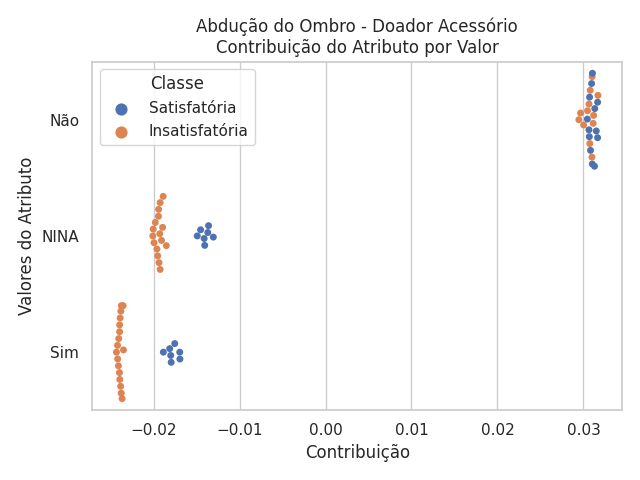 Abdução do Ombro - Doador Acessório
Contribuição do Atributo por Valor
Classe
Satisfatória
Insatisfatória
Valores do Atributo
Não
NINA
Sim
−0.02 −0.01 0.00 0.01 0.02 0.03
Contribuição